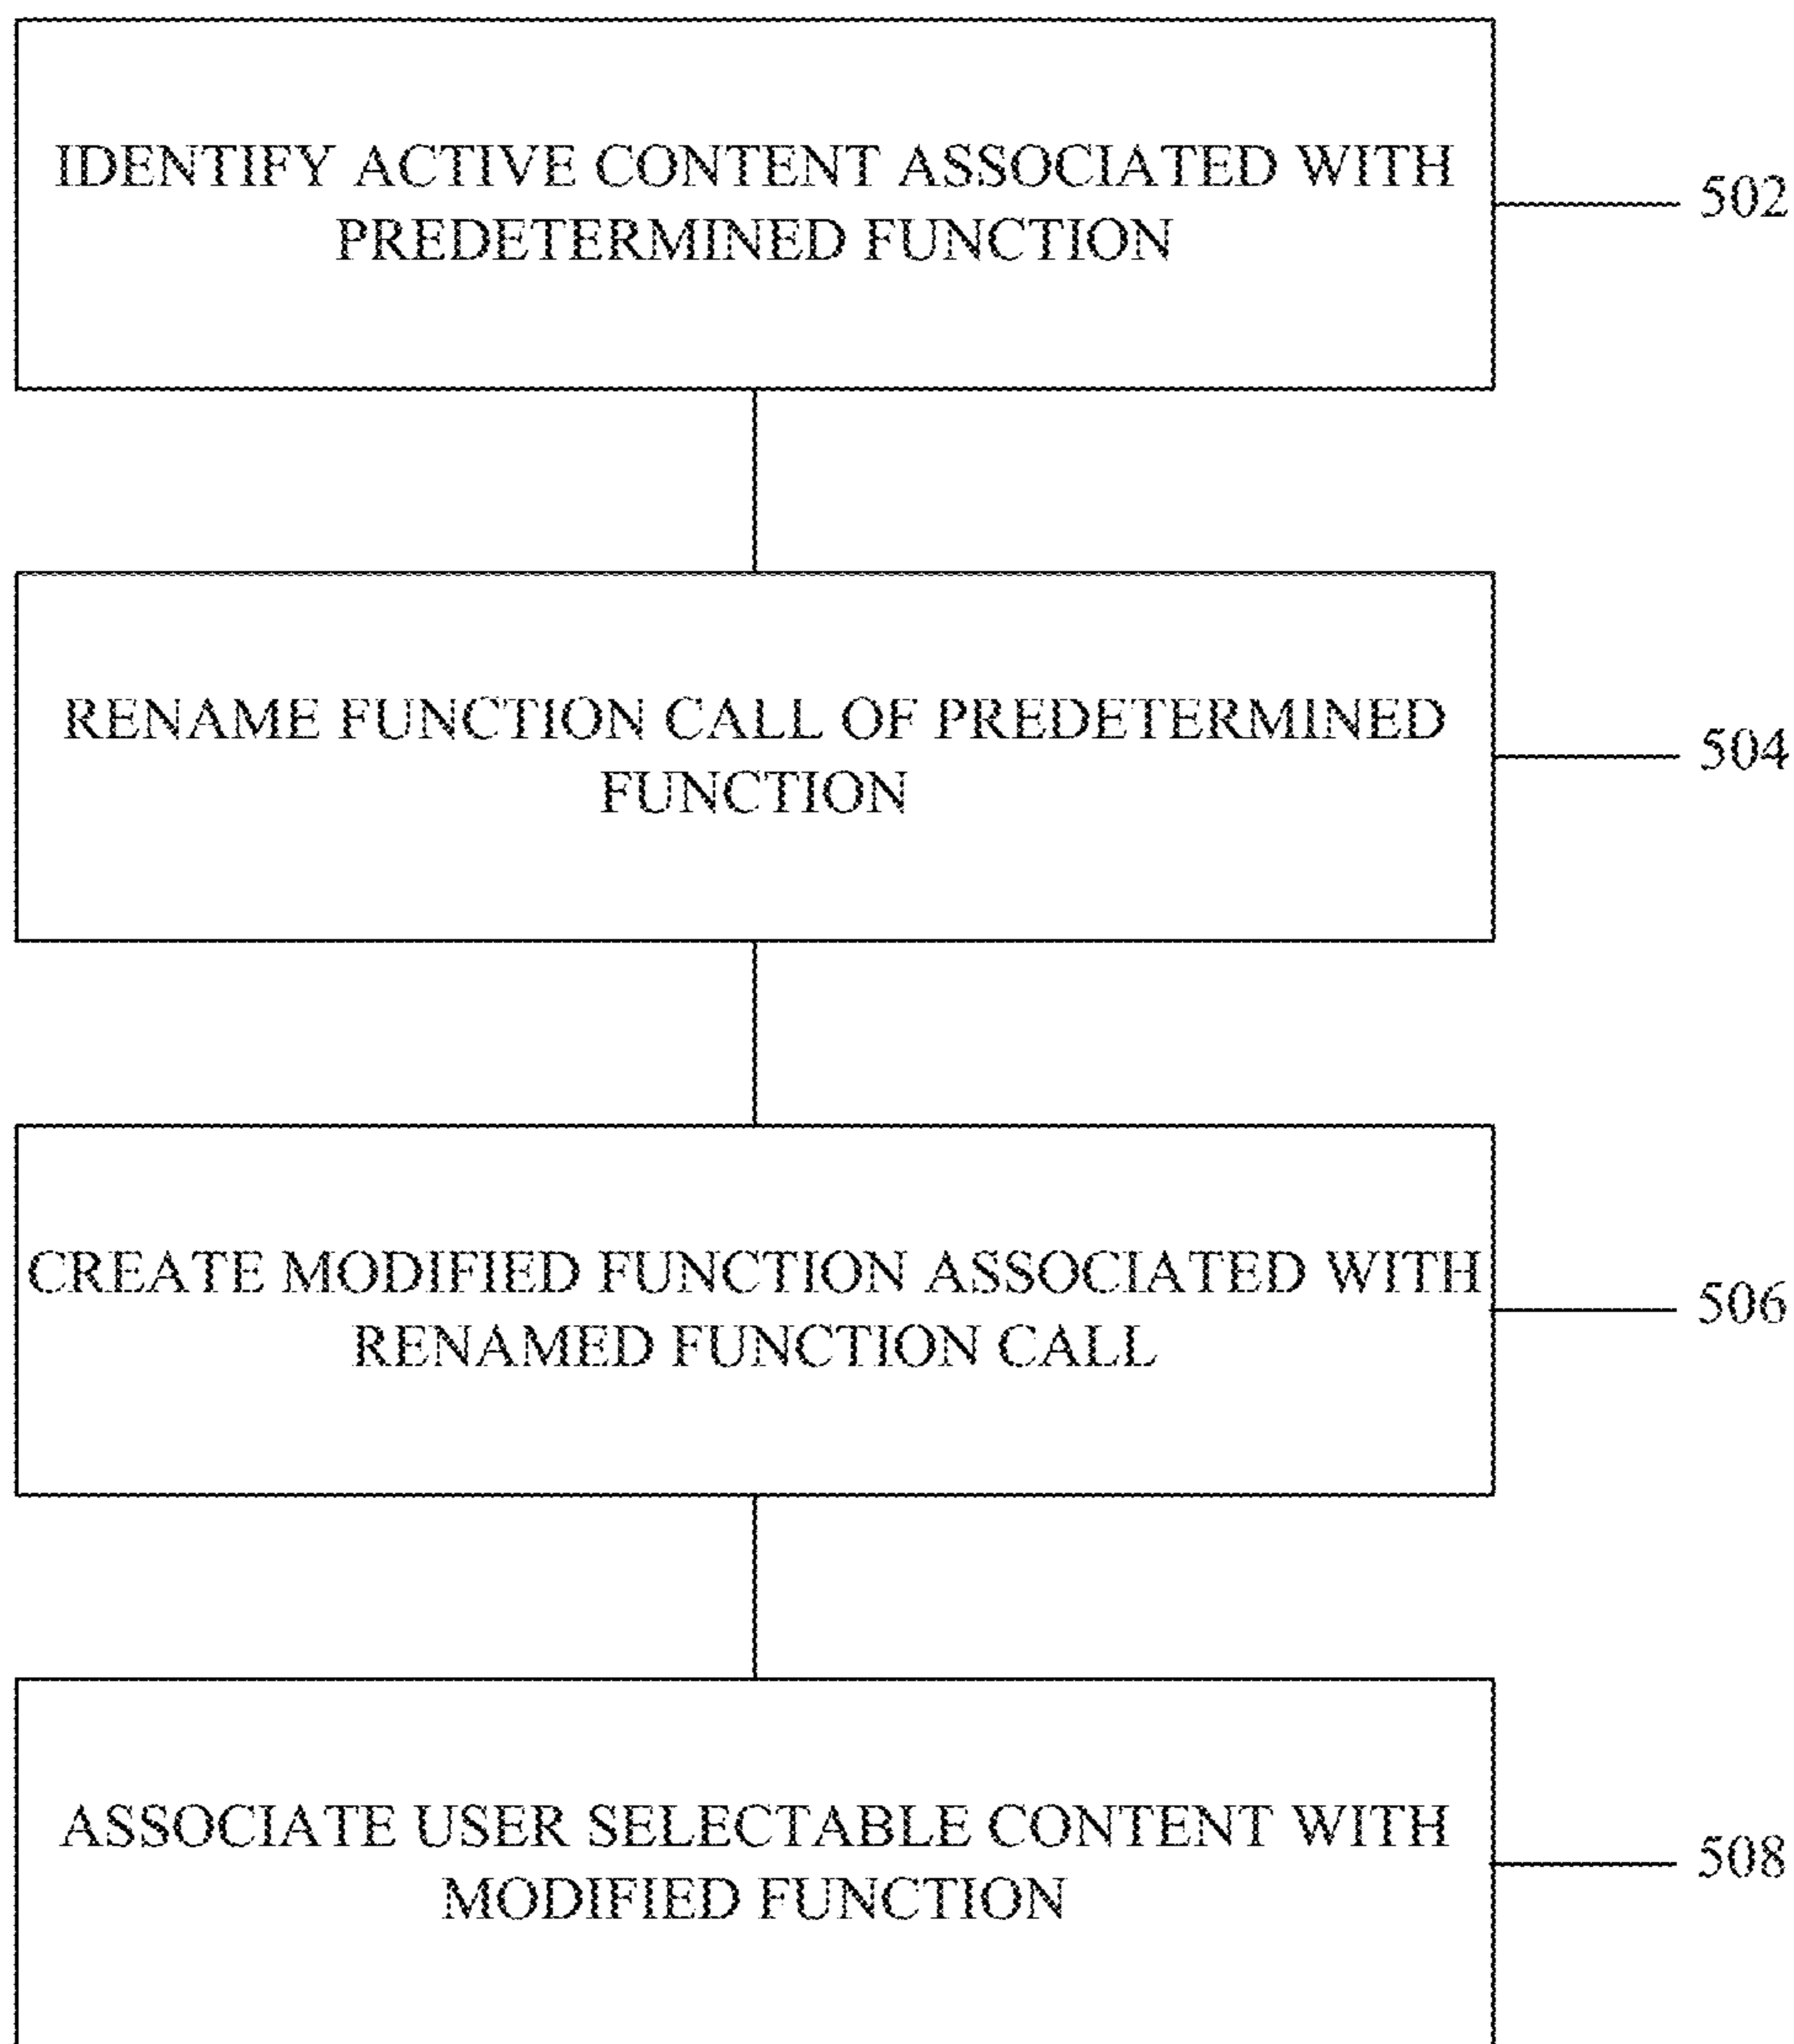 IDENTIFY ACTIVE CONTENT ASSOCIATED WITH
PREDETERMINED FUNCTION
502
RENAME FUNCTION CALL OF PREDETERMINED
FUNCTION
504
CREATE MODIFIED FUNCTION ASSOCIATED WITH
RENAMED FUNCTION CALL
506
ASSOCIATE USER SELECTABLE CONTENT WITH
MODIFIED FUNCTION
508